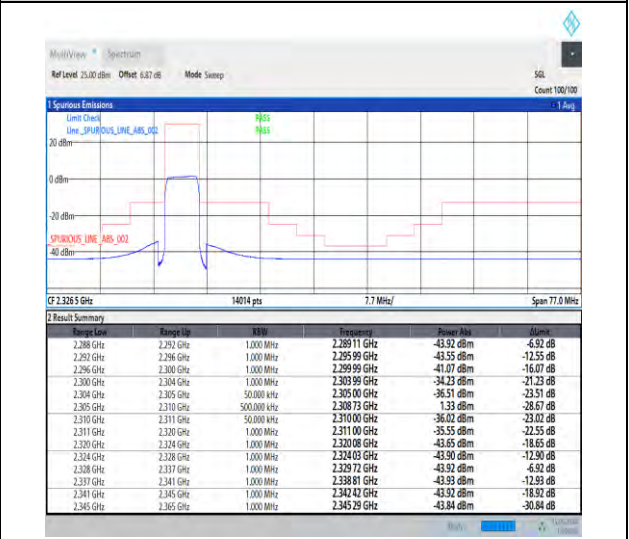 MultiView Spectrum
Ref Level 25.00 dBm Offset 6.87 dB Mode Sweep SGL
Count 100/100
1 Spurious Emissions 1 Avg
Limit Check PASS
Line _SPURIOUS_LINE_ABS_002 PASS
20 dBm
0 dBm
-20 dBm
_SPURIOUS_LINE_ABS_002
-40 dBm
CF 2.326 5 GHz 14014 pts 7.7 MHz/ Span 77.0 MHz
2 Result Summary
Range Low Range Up RBW Frequency Power Abs ΔLimit
2.288 GHz 2.292 GHz 1.000 MHz 2.289 11 GHz -43.92 dBm -6.92 dB
2.292 GHz 2.296 GHz 1.000 MHz 2.295 99 GHz -43.55 dBm -12.55 dB
2.296 GHz 2.300 GHz 1.000 MHz 2.299 99 GHz -41.07 dBm -16.07 dB
2.300 GHz 2.304 GHz 1.000 MHz 2.303 99 GHz -34.23 dBm -21.23 dB
2.304 GHz 2.305 GHz 50.000 kHz 2.305 00 GHz -36.51 dBm -23.51 dB
2.305 GHz 2.310 GHz 500.000 kHz 2.308 73 GHz 1.33 dBm -28.67 dB
2.310 GHz 2.311 GHz 50.000 kHz 2.310 00 GHz -36.02 dBm -23.02 dB
2.311 GHz 2.320 GHz 1.000 MHz 2.311 00 GHz -35.55 dBm -22.55 dB
2.320 GHz 2.324 GHz 1.000 MHz 2.320 08 GHz -43.65 dBm -18.65 dB
2.324 GHz 2.328 GHz 1.000 MHz 2.324 03 GHz -43.90 dBm -12.90 dB
2.328 GHz 2.337 GHz 1.000 MHz 2.329 72 GHz -43.92 dBm -6.92 dB
2.337 GHz 2.341 GHz 1.000 MHz 2.338 81 GHz -43.93 dBm -12.93 dB
2.341 GHz 2.345 GHz 1.000 MHz 2.342 42 GHz -43.92 dBm -18.92 dB
2.345 GHz 2.365 GHz 1.000 MHz 2.345 29 GHz -43.84 dBm -30.84 dB